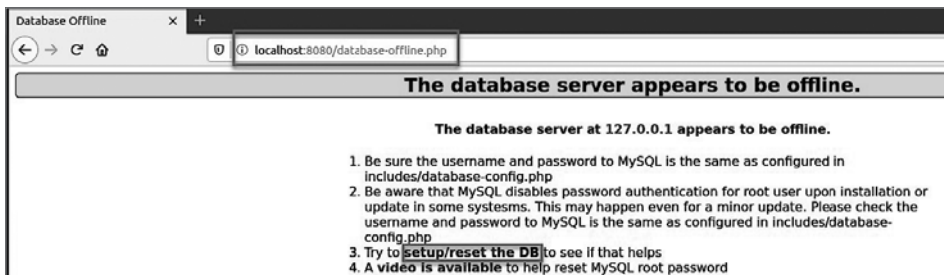 Database Offline
localhost:8080/database-offline.php
The database server appears to be offline.
The database server at 127.0.0.1 appears to be offline.
1. Be sure the username and password to MySQL is the same as configured in
includes/database-config.php
2. Be aware that MySQL disables password authentication for root user upon installation or
update in some systesms. This may happen even for a minor update. Please check the
username and password to MySQL is the same as configured in includes/database-
config.php
3. Try to setup/reset the DB to see if that helps
4. A video is available to help reset MySQL root password